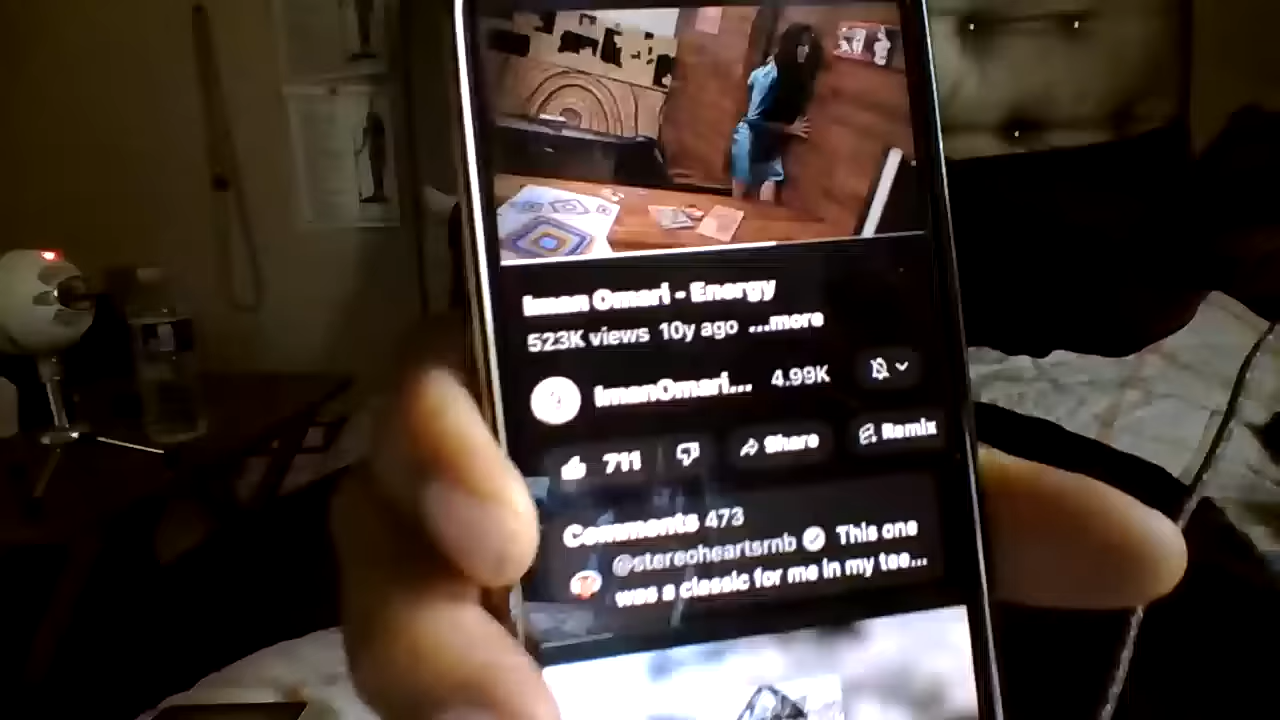 Iman Omari - Energy
523K views 10y ago ...more
ImanOmari... 4.99K
711 Share Remix
Comments 473
@stereoheartsrnb This one
was a classic for me in my tee...